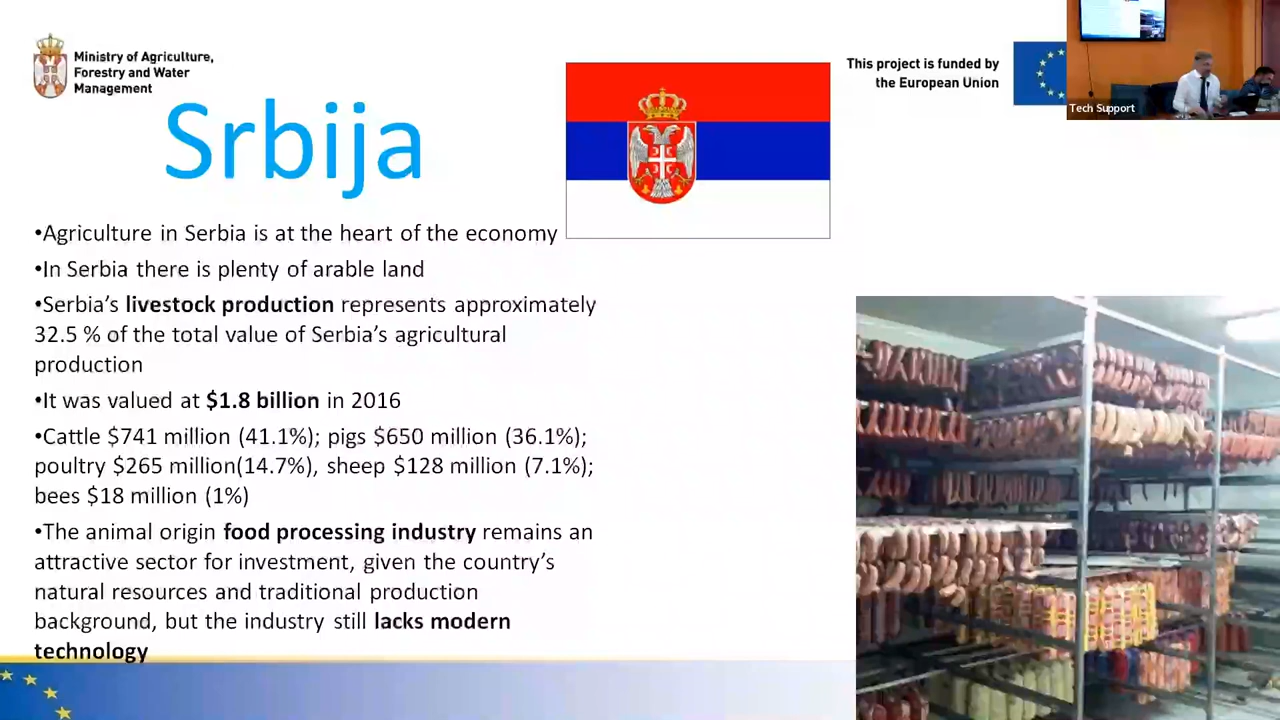 Ministry of Agriculture,
Forestry and Water
Management
This project is funded by
the European Union
Tech Support
Srbija
•Agriculture in Serbia is at the heart of the economy
•In Serbia there is plenty of arable land
•Serbia’s livestock production represents approximately
32.5 % of the total value of Serbia’s agricultural
production
•It was valued at $1.8 billion in 2016
•Cattle $741 million (41.1%); pigs $650 million (36.1%);
poultry $265 million(14.7%), sheep $128 million (7.1%);
bees $18 million (1%)
•The animal origin food processing industry remains an
attractive sector for investment, given the country’s
natural resources and traditional production
background, but the industry still lacks modern
technology